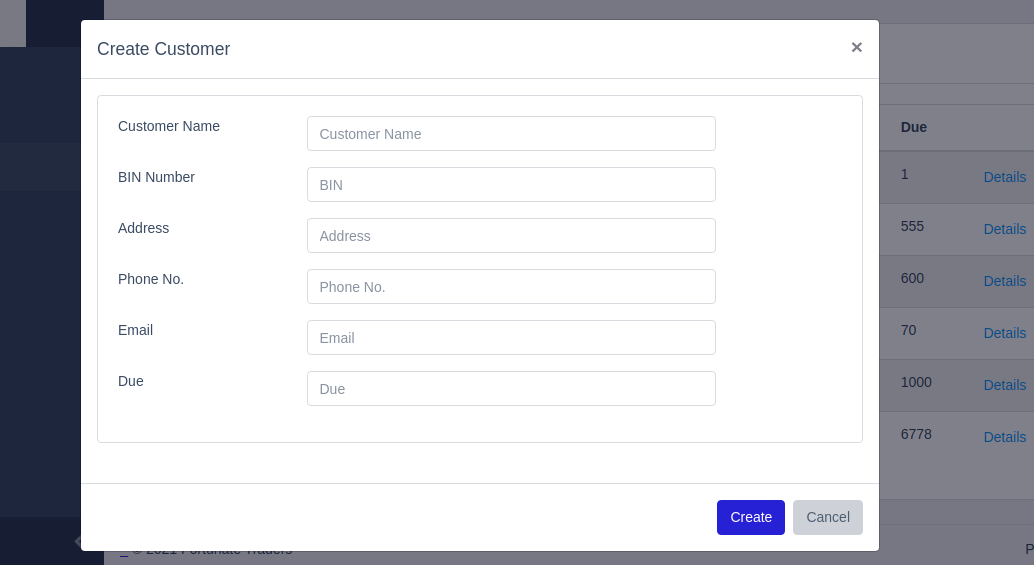 Create Customer ×
Customer Name Customer Name
BIN Number BIN
Address Address
Phone No. Phone No.
Email Email
Due Due
Create Cancel
Due
1 Details
555 Details
600 Details
70 Details
1000 Details
6778 Details
© 2021 Fortunate Traders
P